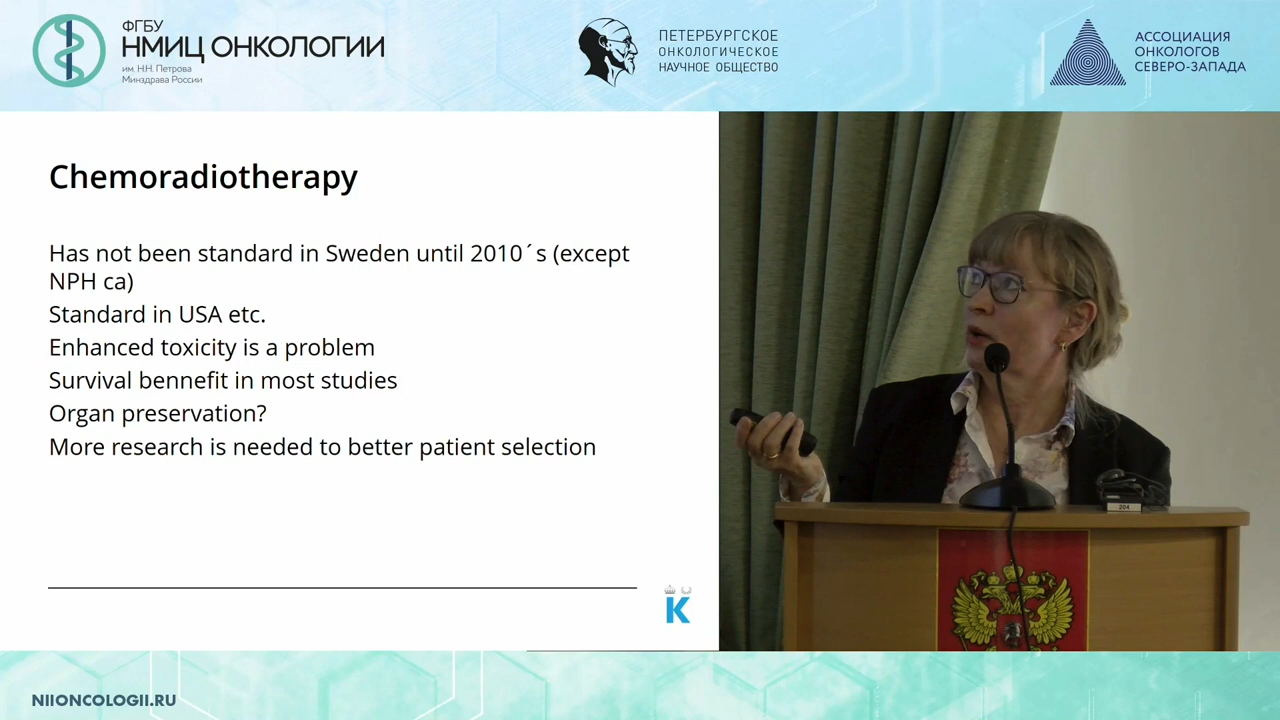 ФГБУ
НМИЦ ОНКОЛОГИИ
им. Н.Н. Петрова
Минздрава России
ПЕТЕРБУРГСКОЕ
ОНКОЛОГИЧЕСКОЕ
НАУЧНОЕ ОБЩЕСТВО
АССОЦИАЦИЯ
ОНКОЛОГОВ
СЕВЕРО-ЗАПАДА
Chemoradiotherapy
Has not been standard in Sweden until 2010´s (except
NPH ca)
Standard in USA etc.
Enhanced toxicity is a problem
Survival bennefit in most studies
Organ preservation?
More research is needed to better patient selection
K
204
NIIONCOLOGII.RU